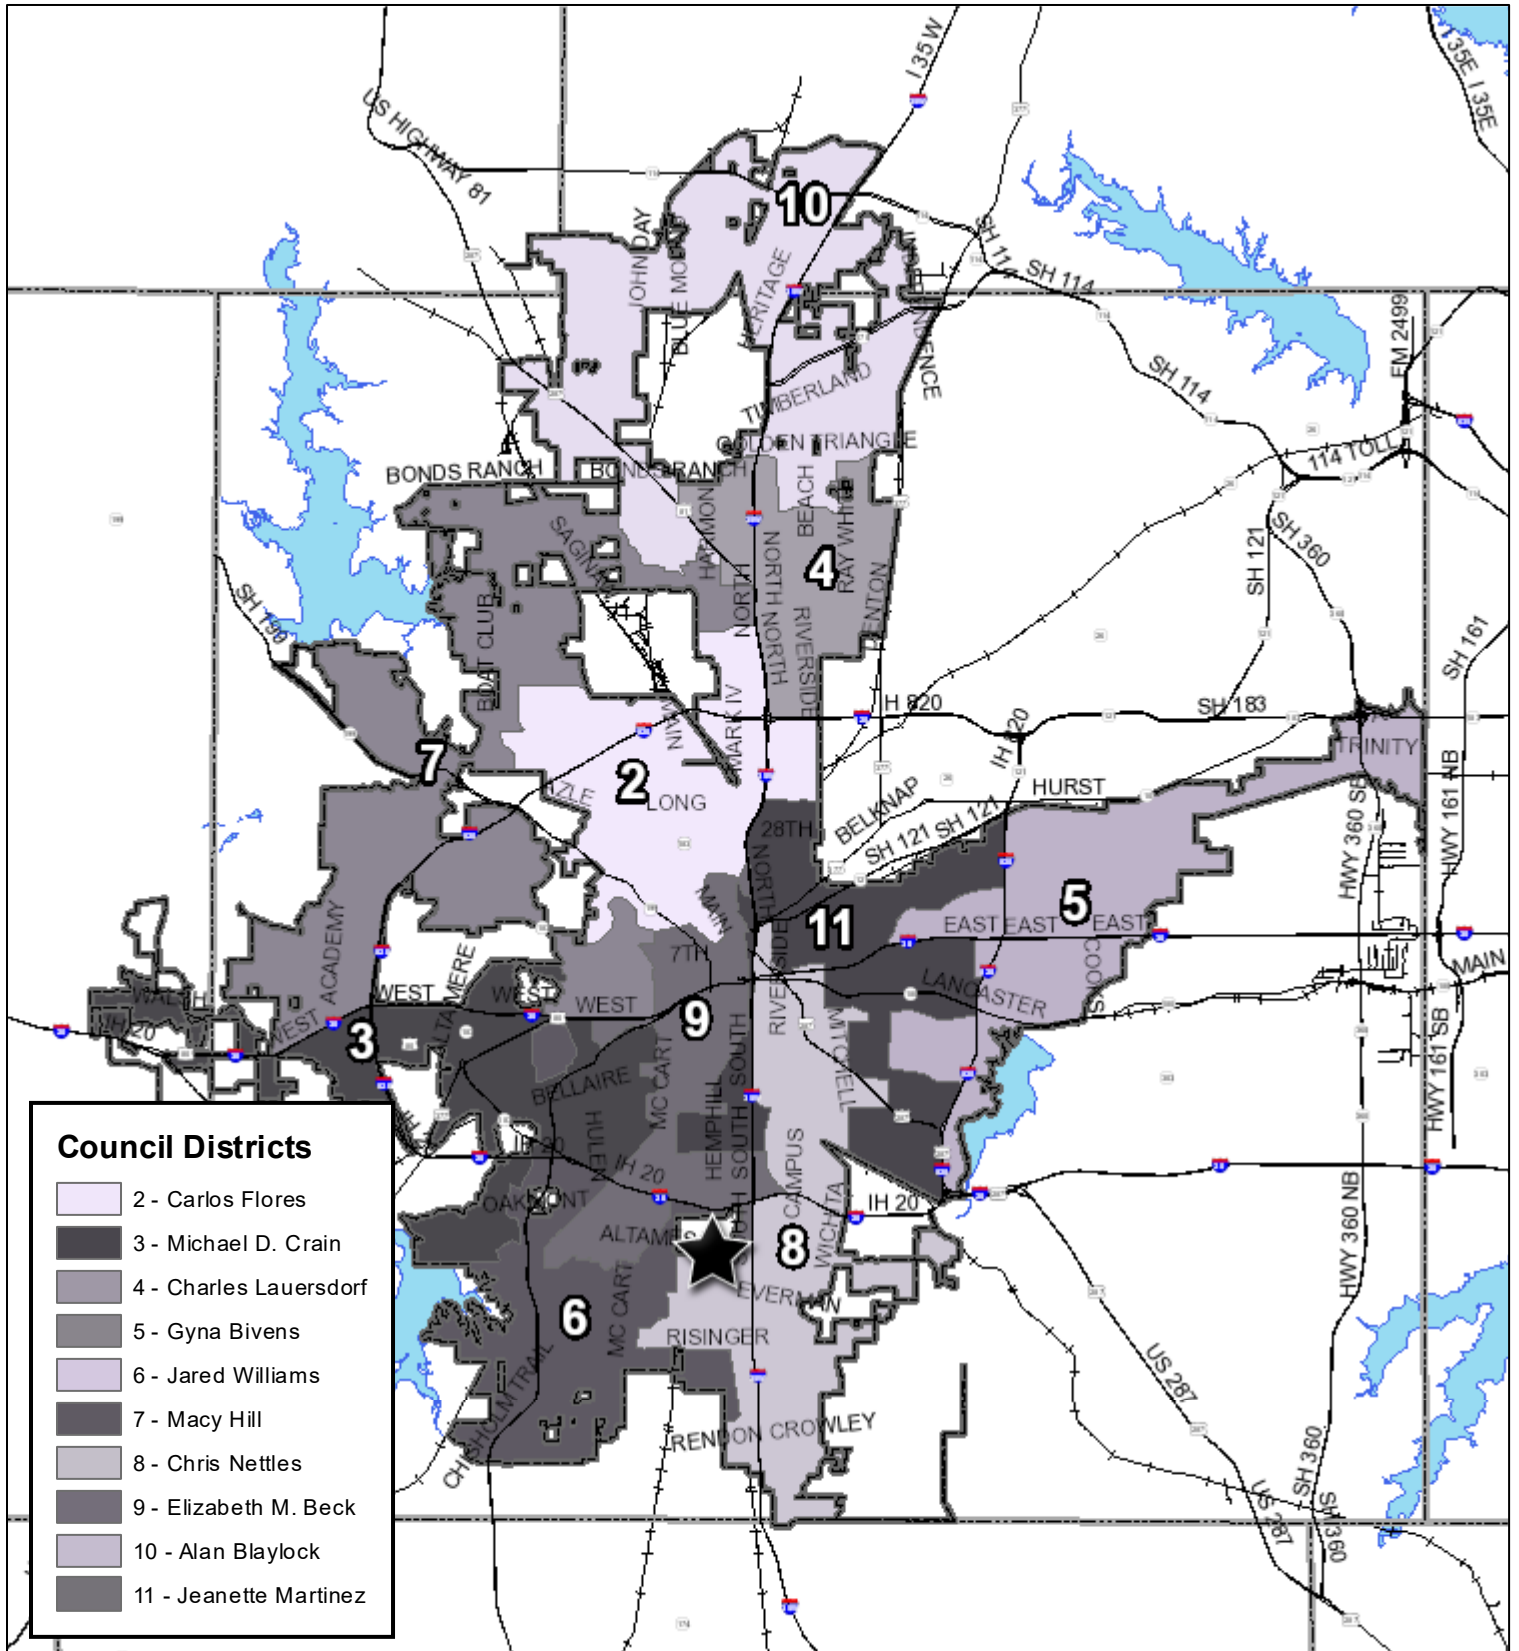 I 35W
I 35E
I 35E
US HIGHWAY 81
10
JOHN DAY
SH 114
SH 114
HERITAGE
FM 2499
SH 114
TIMBERLAND
GOLDEN TRIANGLE
114 TOLL
BONDS RANCH
BONDS RANCH
HARMON
BEACH
RAY WHITE
SH 121
SH 360
4
NORTH
NORTH
NORTH
RIVERSIDE
SH 199
BOAT CLUB
SH 161
MARK IV
IH 820
SH 183
TRINITY
7
2
LONG
AZLE
HURST
BELKNAP
SH 121
SH 121
28TH
HWY 360 SB
HWY 161 NB
MAIN
NORTH
5
11
EAST
EAST
EAST
ACADEMY
7TH
RIVERSIDE
COOKS
LANCASTER
MAIN
WEST
WEST
WEST
IH 20
WEST
ALTAMERE
3
9
MITCHELL
HWY 161 SB
BELLAIRE
MC CART
HEMPHILL
SOUTH
SOUTH
HULEN
IH 20
IH 20
CAMPUS
WICHITA
IH 20
HWY 360 NB
OAKMONT
8
EVERMAN
6
MC CART
RISINGER
CHISHOLM TRAIL
RENDON CROWLEY
US 287
SH 360
US 287
SH 360
Council Districts
2 - Carlos Flores
3 - Michael D. Crain
4 - Charles Lauersdorf
5 - Gyna Bivens
6 - Jared Williams
7 - Macy Hill
8 - Chris Nettles
9 - Elizabeth M. Beck
10 - Alan Blaylock
11 - Jeanette Martinez